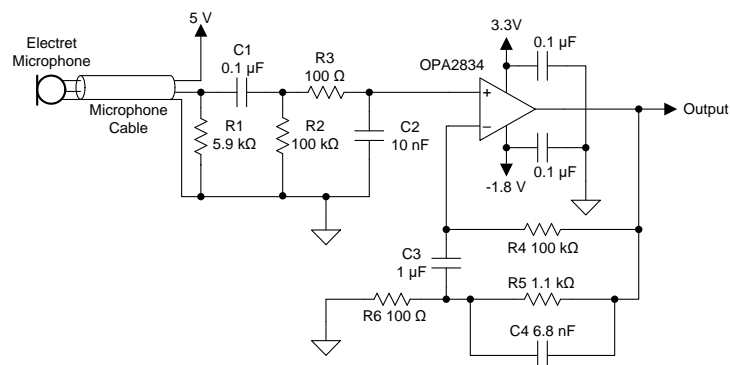 5 V
Electret
Microphone
Microphone
Cable
C1
0.1 µF
R3
100 Ω
R1
5.9 kΩ
R2
100 kΩ
C2
10 nF
OPA2834
+
−
3.3V
0.1 µF
-1.8 V
0.1 µF
Output
R4 100 kΩ
C3
1 µF
R5 1.1 kΩ
R6 100 Ω
C4 6.8 nF